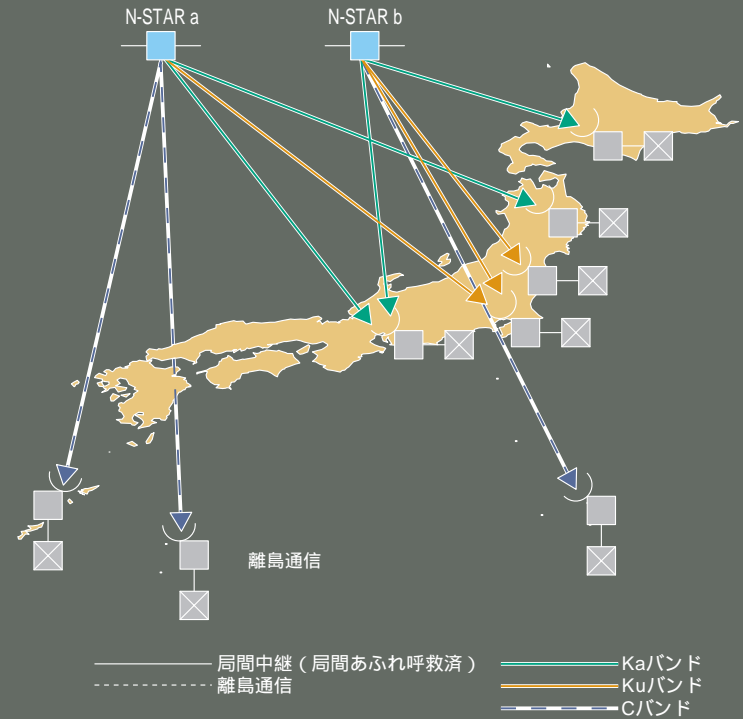 N-STAR a
N-STAR b
離島通信
局間中継（局間あふれ呼救済）
離島通信
Kaバンド
Kuバンド
Cバンド